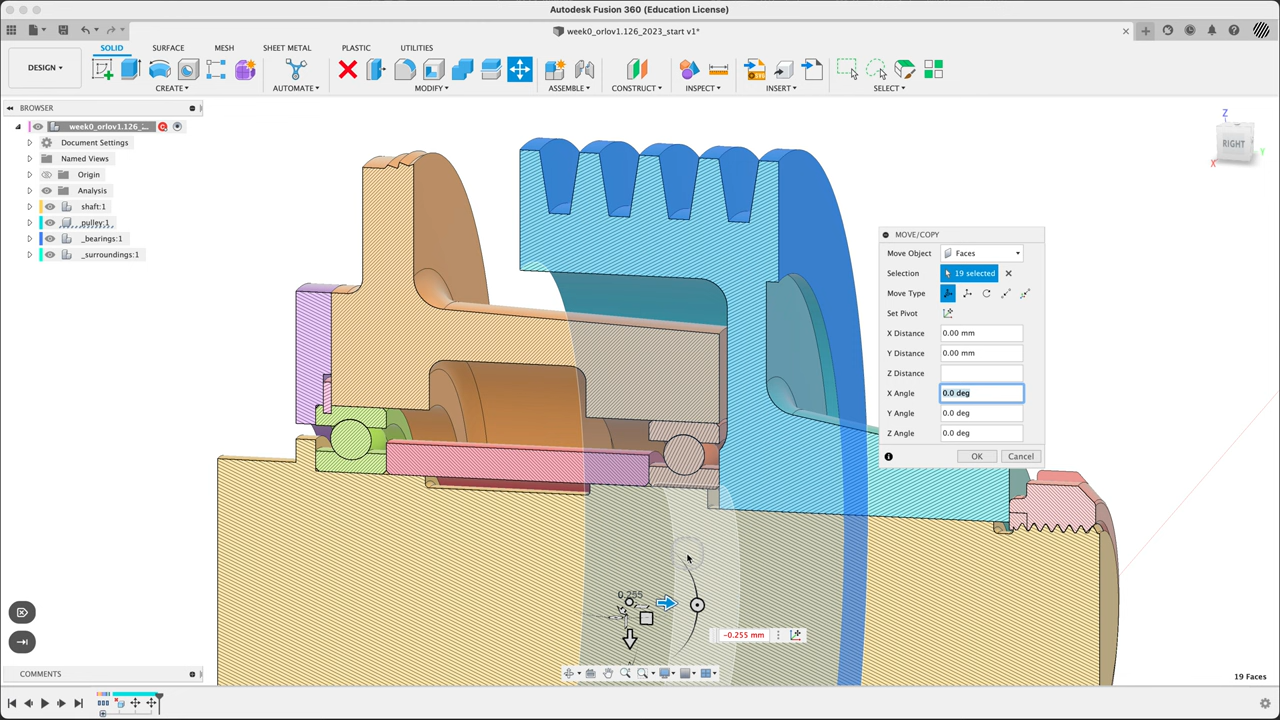 Autodesk Fusion 360 (Education License)
week0_orlov1.126_2023_start v1*
DESIGN
SOLID
SURFACE
MESH
SHEET METAL
PLASTIC
UTILITIES
CREATE
AUTOMATE
MODIFY
ASSEMBLE
CONSTRUCT
INSPECT
INSERT
SELECT
BROWSER
week0_orlov1.126_...
Document Settings
Named Views
Origin
Analysis
shaft:1
pulley:1
_bearings:1
_surroundings:1
Z
RIGHT
X
Y
MOVE/COPY
Move Object
Faces
Selection
19 selected
Move Type
Set Pivot
X Distance
0.00 mm
Y Distance
0.00 mm
Z Distance
X Angle
0.0 deg
Y Angle
0.0 deg
Z Angle
0.0 deg
OK
Cancel
0.255
-0.255 mm
COMMENTS
19 Faces